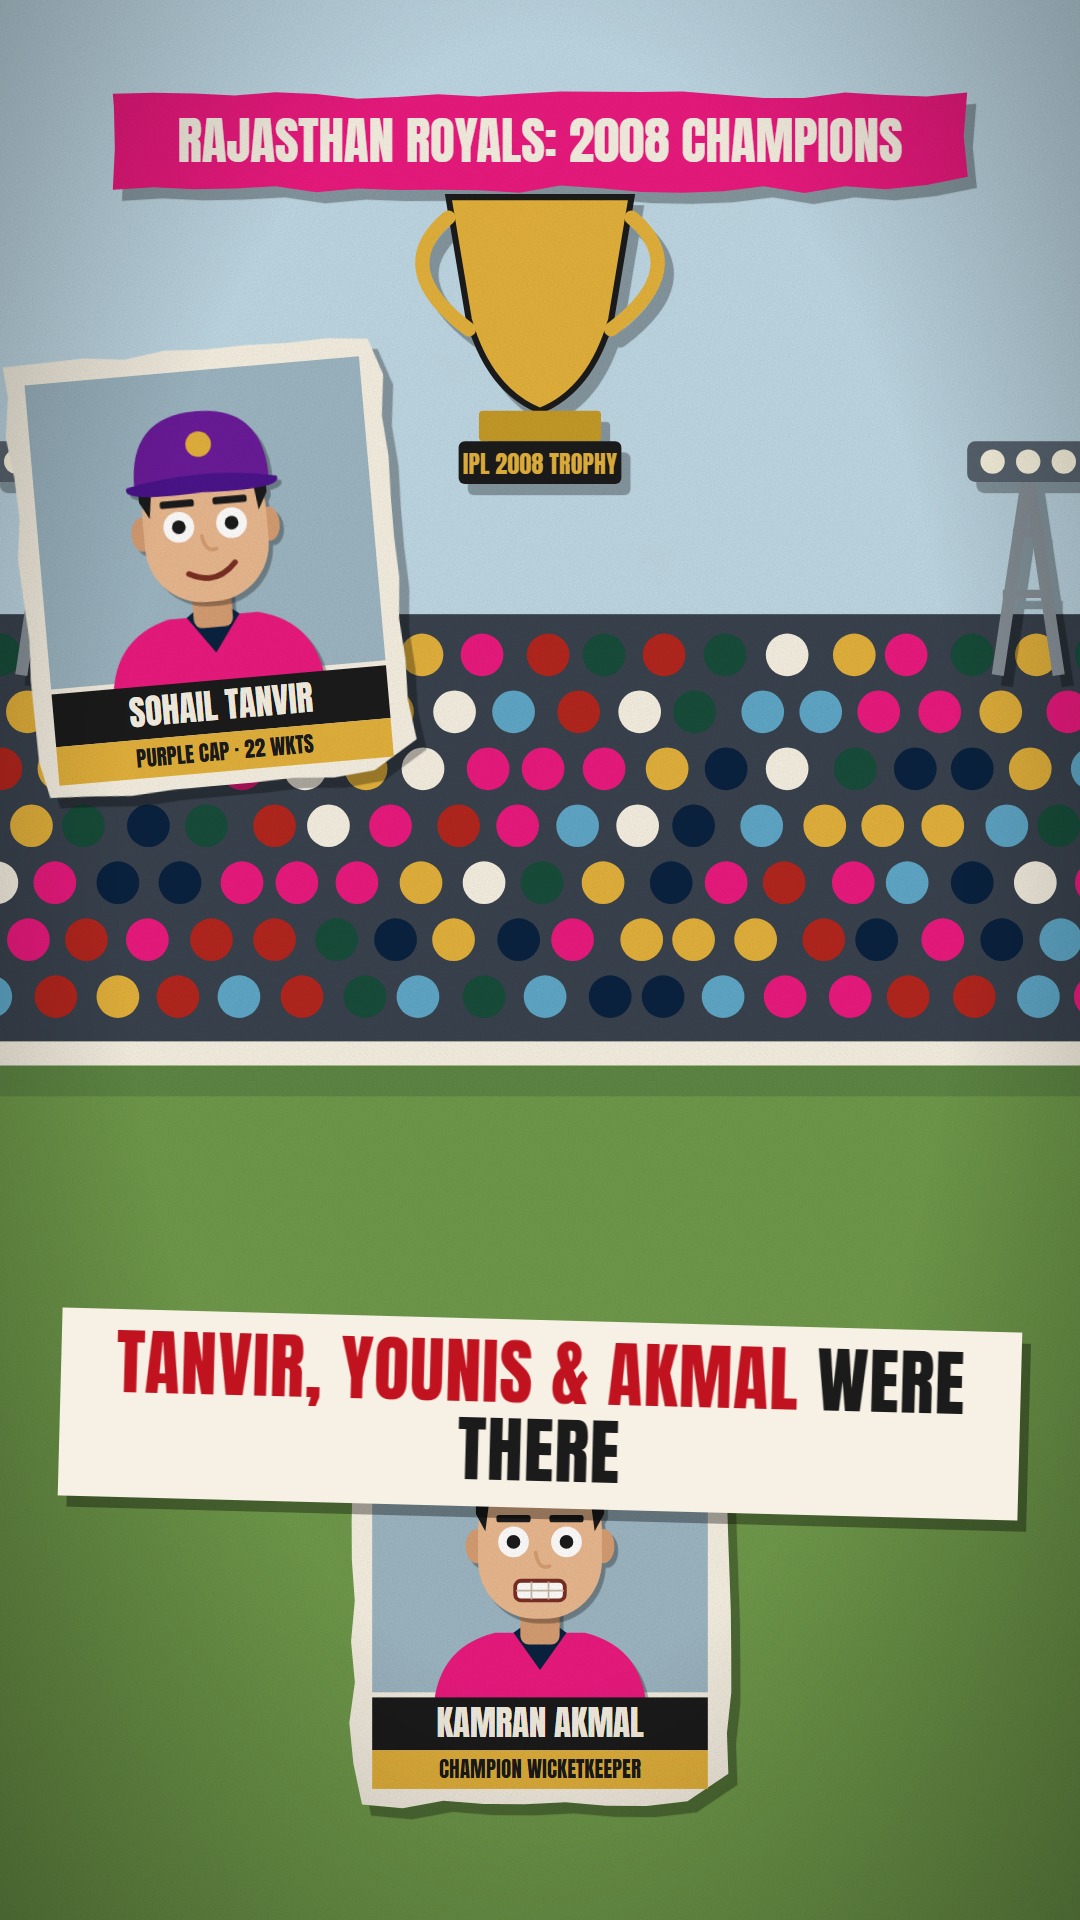 RAJASTHAN ROYALS: 2008 CHAMPIONS
IPL 2008 TROPHY
SOHAIL TANVIR
PURPLE CAP · 22 WKTS
TANVIR, YOUNIS & AKMAL WERE
THERE
KAMRAN AKMAL
CHAMPION WICKETKEEPER